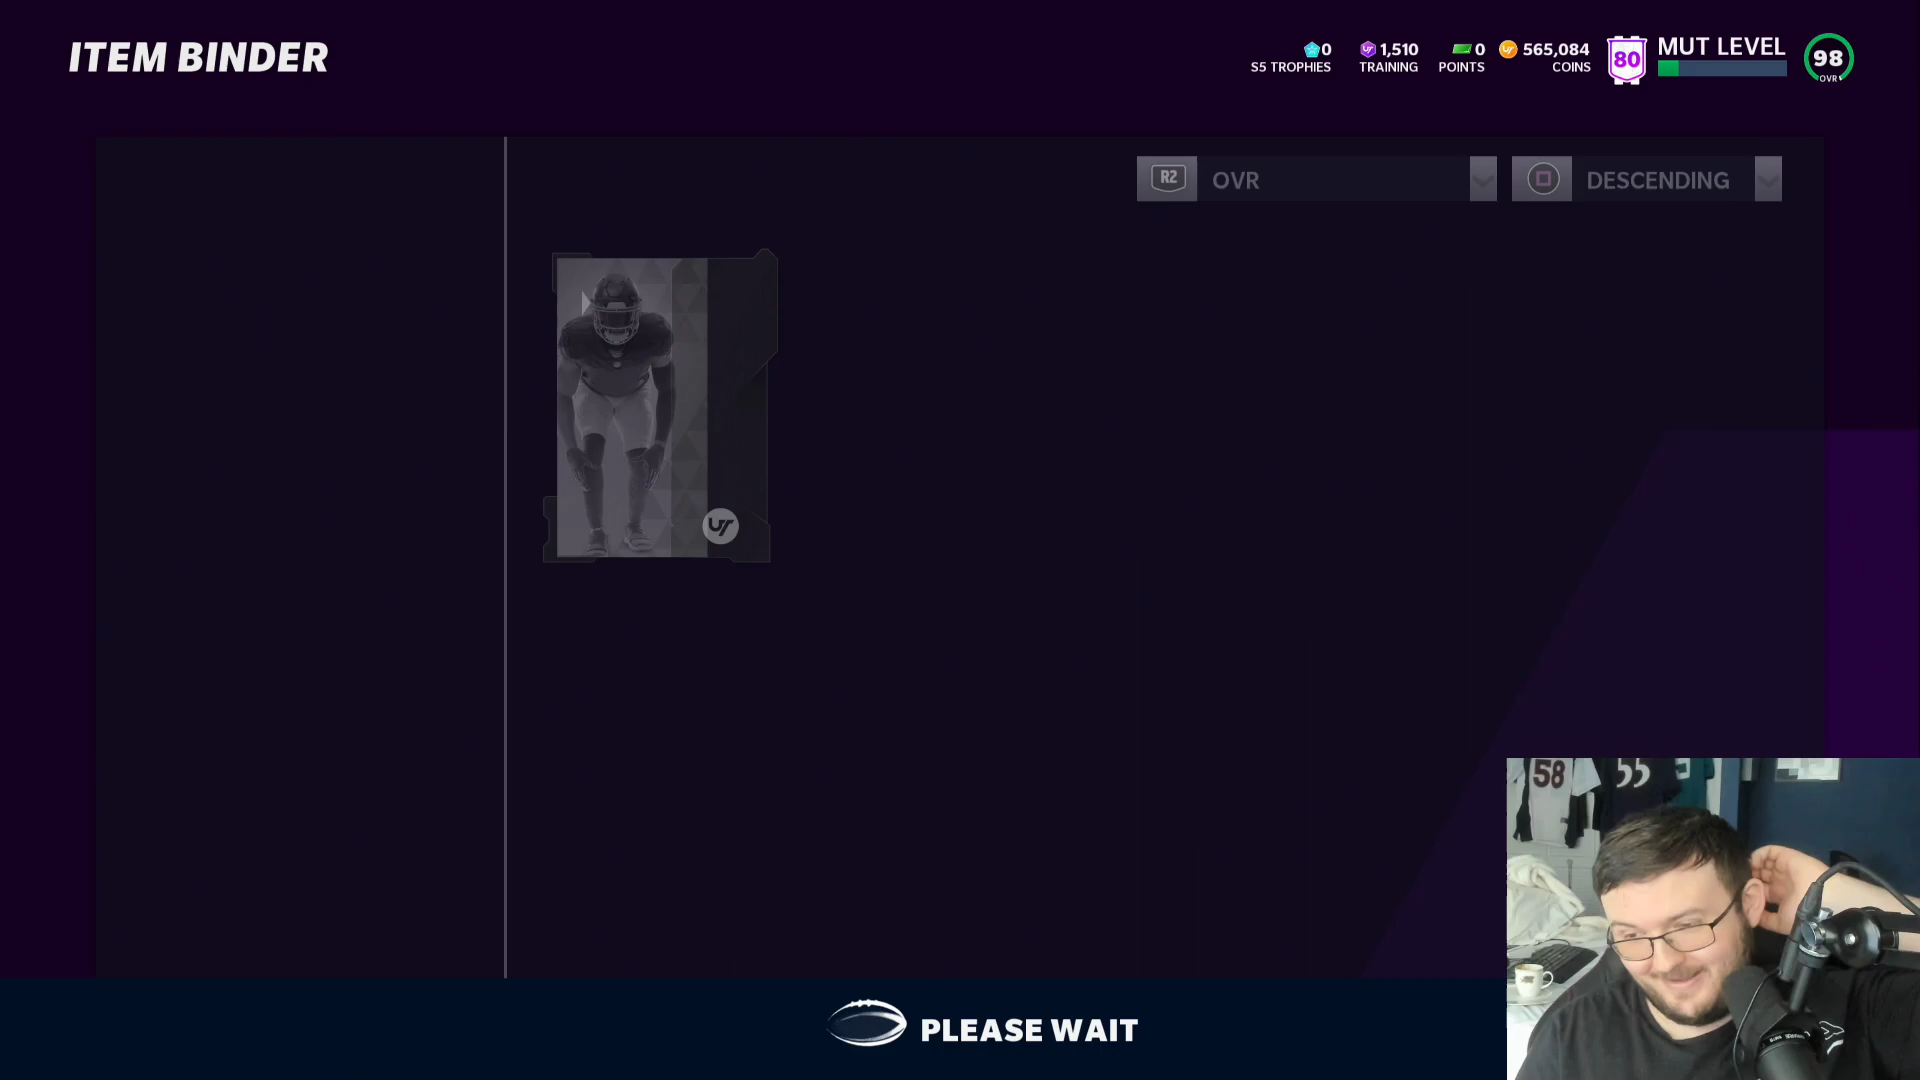 ITEM BINDER
0
S5 TROPHIES
1,510
TRAINING
0
POINTS
565,084
COINS
80
MUT LEVEL
98
OVR
R2
OVR
DESCENDING
UT
PLEASE WAIT
58
55